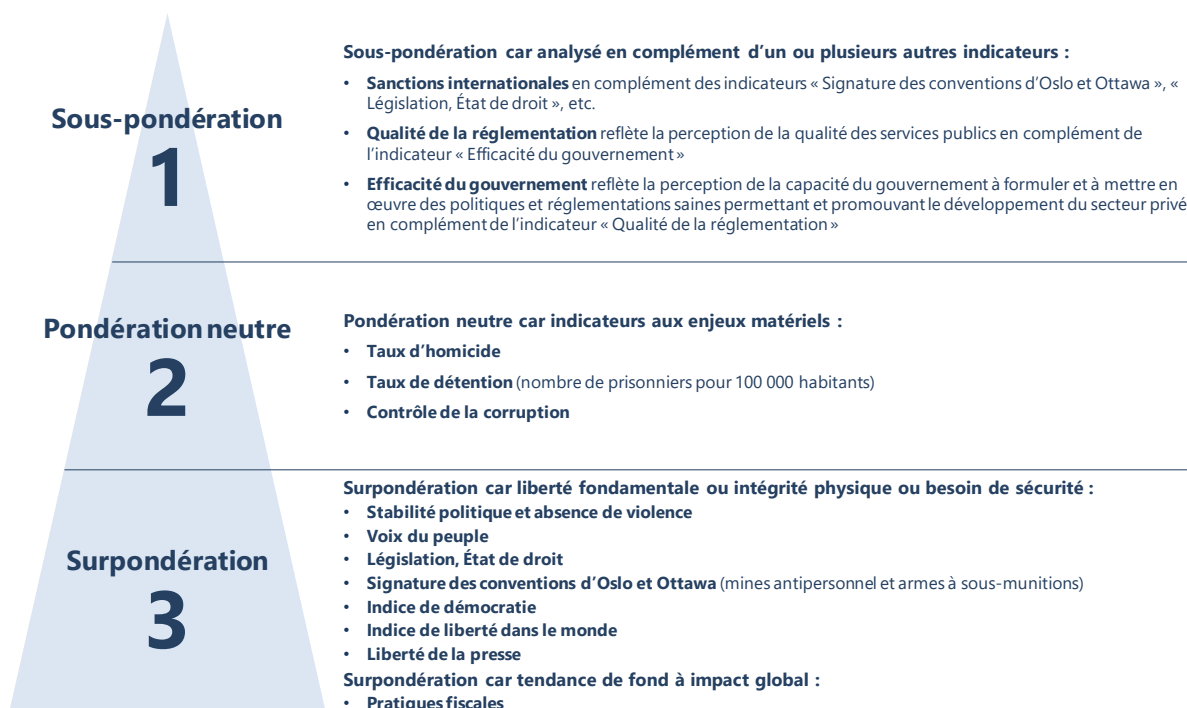 Sous-pondération
1
Sous-pondération car analysé en complément d'un ou plusieurs autres indicateurs :
• Sanctions internationales en complément des indicateurs « Signature des conventions d'Oslo et Ottawa », «
Législation, État de droit », etc.
• Qualité de la réglementation reflète la perception de la qualité des services publics en complément de
l'indicateur « Efficacité du gouvernement »
• Efficacité du gouvernement reflète la perception de la capacité du gouvernement à formuler et à mettre en
œuvre des politiques et réglementations saines permettant et promouvant le développement du secteur privé
en complément de l'indicateur « Qualité de la réglementation »
Pondération neutre
2
Pondération neutre car indicateurs aux enjeux matériels :
• Taux d'homicide
• Taux de détention (nombre de prisonniers pour 100 000 habitants)
• Contrôle de la corruption
Surpondération
3
Surpondération car liberté fondamentale ou intégrité physique ou besoin de sécurité :
• Stabilité politique et absence de violence
• Voix du peuple
• Législation, État de droit
• Signature des conventions d'Oslo et Ottawa (mines antipersonnel et armes à sous-munitions)
• Indice de démocratie
• Indice de liberté dans le monde
• Liberté de la presse
Surpondération car tendance de fond à impact global :
• Pratiques fiscales